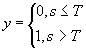 y = { 0, s ≤ T
1, s > T